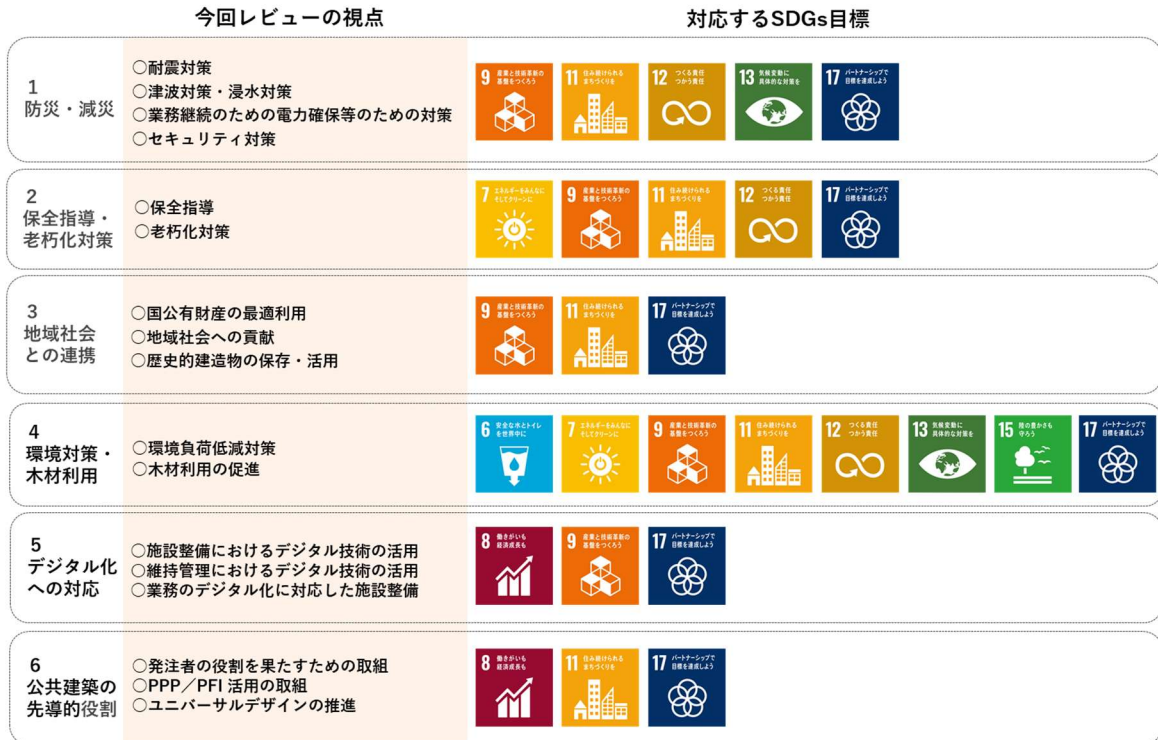 今回レビューの視点
対応するSDGs目標
1
防災・減災
○耐震対策
○津波対策・浸水対策
○業務継続のための電力確保等のための対策
○セキュリティ対策
9 産業と技術革新の
基盤をつくろう
11 住み続けられる
まちづくりを
12 つくる責任
つかう責任
13 気候変動に
具体的な対策を
17 パートナーシップで
目標を達成しよう
2
保全指導・
老朽化対策
○保全指導
○老朽化対策
7 エネルギーをみんなに
そしてクリーンに
9 産業と技術革新の
基盤をつくろう
11 住み続けられる
まちづくりを
12 つくる責任
つかう責任
17 パートナーシップで
目標を達成しよう
3
地域社会
との連携
○国公有財産の最適利用
○地域社会への貢献
○歴史的建造物の保存・活用
9 産業と技術革新の
基盤をつくろう
11 住み続けられる
まちづくりを
17 パートナーシップで
目標を達成しよう
4
環境対策・
木材利用
○環境負荷低減対策
○木材利用の促進
6 安全な水とトイレ
を世界中に
7 エネルギーをみんなに
そしてクリーンに
9 産業と技術革新の
基盤をつくろう
11 住み続けられる
まちづくりを
12 つくる責任
つかう責任
13 気候変動に
具体的な対策を
15 陸の豊かさも
守ろう
17 パートナーシップで
目標を達成しよう
5
デジタル化
への対応
○施設整備におけるデジタル技術の活用
○維持管理におけるデジタル技術の活用
○業務のデジタル化に対応した施設整備
8 働きがいも
経済成長も
9 産業と技術革新の
基盤をつくろう
17 パートナーシップで
目標を達成しよう
6
公共建築の
先導的役割
○発注者の役割を果たすための取組
○PPP／PFI 活用の取組
○ユニバーサルデザインの推進
8 働きがいも
経済成長も
11 住み続けられる
まちづくりを
17 パートナーシップで
目標を達成しよう